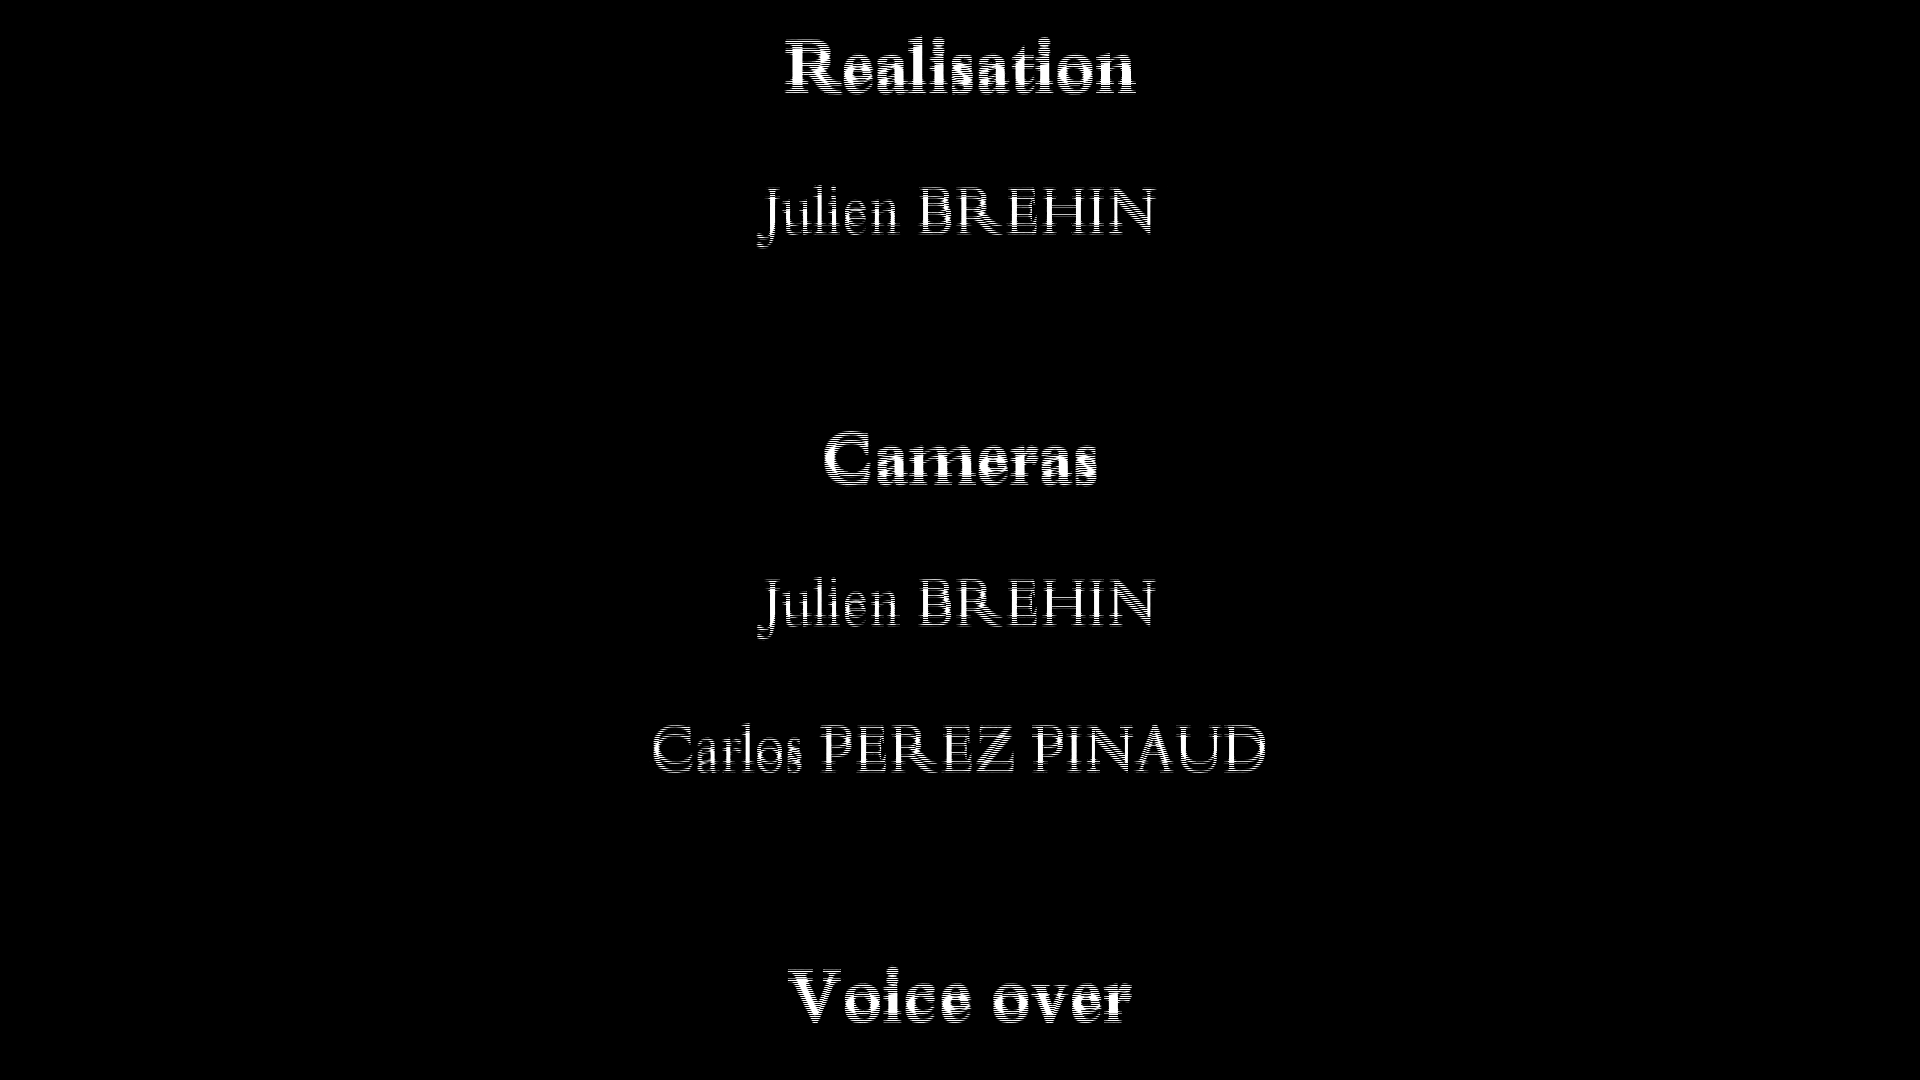 Realisation
Julien BREHIN
Cameras
Julien BREHIN
Carlos PEREZ PINAUD
Voice over